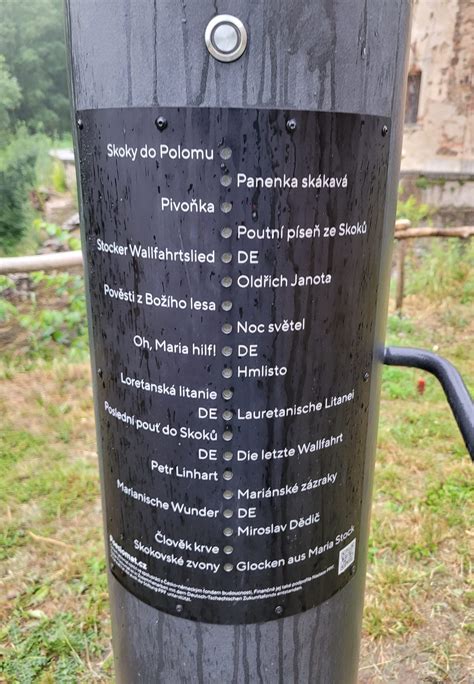 Skoky do Polomu
Panenka skákavá
Pivoňka
Poutní píseň ze Skoků
Stocker Wallfahrtslied
DE
Oldřich Janota
Pověsti z Božího lesa
Noc světel
Oh, Maria hilf!
DE
Hmlisto
Loretanská litanie
DE
Lauretanische Litanei
Poslední pouť do Skoků
DE
Die letzte Wallfahrt
Petr Linhart
Mariánské zázraky
Marianische Wunder
DE
Miroslav Dědič
Člověk krve
Skokovské zvony
Glocken aus Maria Stock